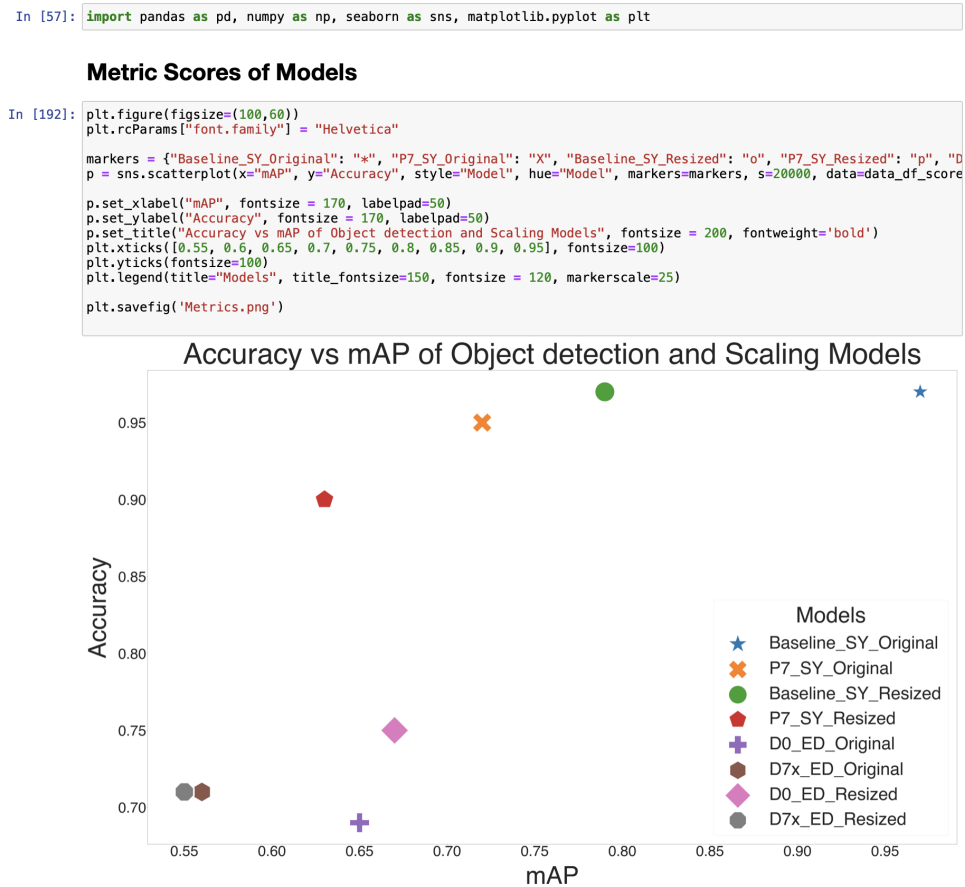 In [57]: import pandas as pd, numpy as np, seaborn as sns, matplotlib.pyplot as plt
Metric Scores of Models
In [192]: plt.figure(figsize=(100,60))
plt.rcParams["font.family"] = "Helvetica"
markers = {"Baseline_SY_Original": "*", "P7_SY_Original": "X", "Baseline_SY_Resized": "o", "P7_SY_Resized": "p", "D
p = sns.scatterplot(x="mAP", y="Accuracy", style="Model", hue="Model", markers=markers, s=20000, data=data_df_score
p.set_xlabel("mAP", fontsize = 170, labelpad=50)
p.set_ylabel("Accuracy", fontsize = 170, labelpad=50)
p.set_title("Accuracy vs mAP of Object detection and Scaling Models", fontsize = 200, fontweight='bold')
plt.xticks([0.55, 0.6, 0.65, 0.7, 0.75, 0.8, 0.85, 0.9, 0.95], fontsize=100)
plt.yticks(fontsize=100)
plt.legend(title="Models", title_fontsize=150, fontsize = 120, markerscale=25)
plt.savefig('Metrics.png')
Accuracy vs mAP of Object detection and Scaling Models
Accuracy
0.95
0.90
0.85
0.80
0.75
0.70
Models
Baseline_SY_Original
P7_SY_Original
Baseline_SY_Resized
P7_SY_Resized
D0_ED_Original
D7x_ED_Original
D0_ED_Resized
D7x_ED_Resized
0.55 0.60 0.65 0.70 0.75 0.80 0.85 0.90 0.95
mAP